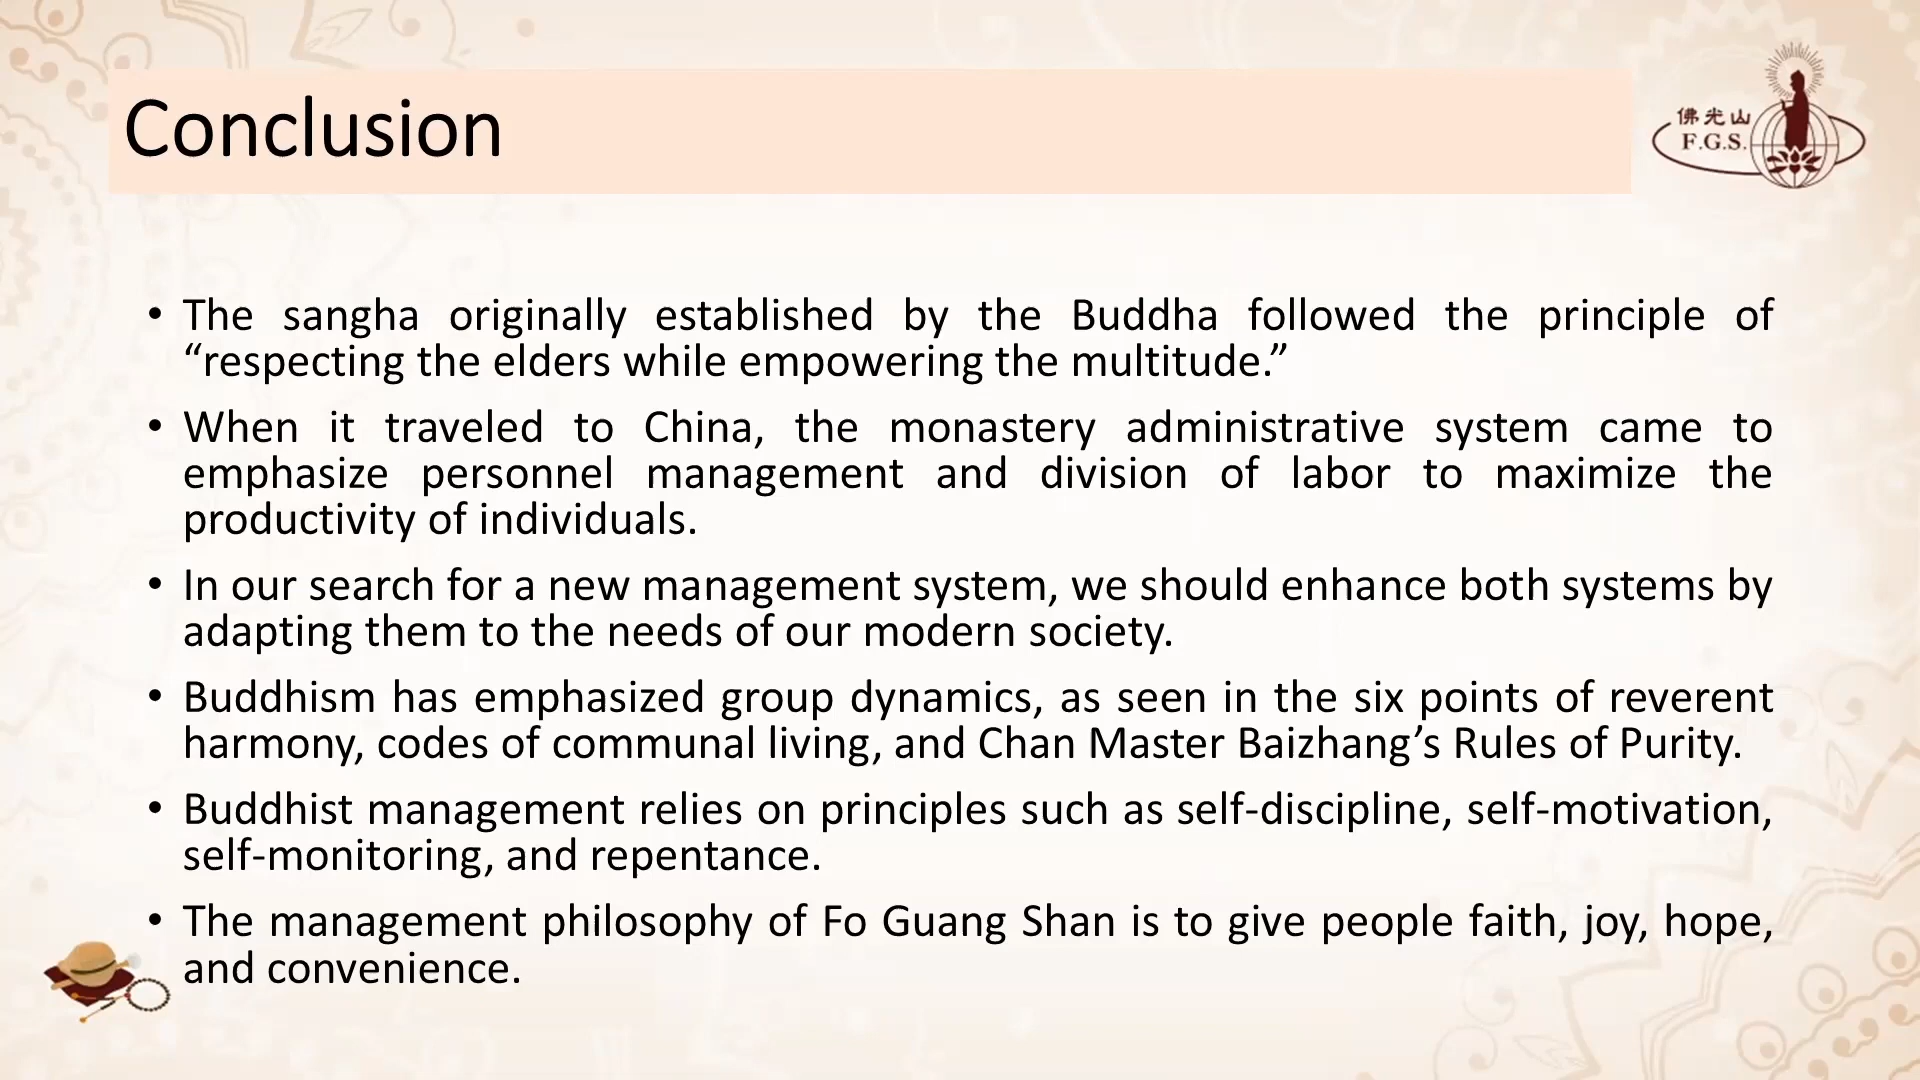 Conclusion
佛光山
F.G.S.
• The sangha originally established by the Buddha followed the principle of
“respecting the elders while empowering the multitude.”
• When it traveled to China, the monastery administrative system came to
emphasize personnel management and division of labor to maximize the
productivity of individuals.
• In our search for a new management system, we should enhance both systems by
adapting them to the needs of our modern society.
• Buddhism has emphasized group dynamics, as seen in the six points of reverent
harmony, codes of communal living, and Chan Master Baizhang’s Rules of Purity.
• Buddhist management relies on principles such as self-discipline, self-motivation,
self-monitoring, and repentance.
• The management philosophy of Fo Guang Shan is to give people faith, joy, hope,
and convenience.